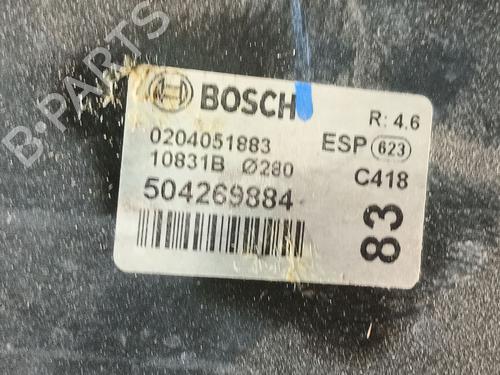 B-PARTS
BOSCH
R: 4.6
0204051883
ESP 623
10831B Ø280
C418
504269884
83